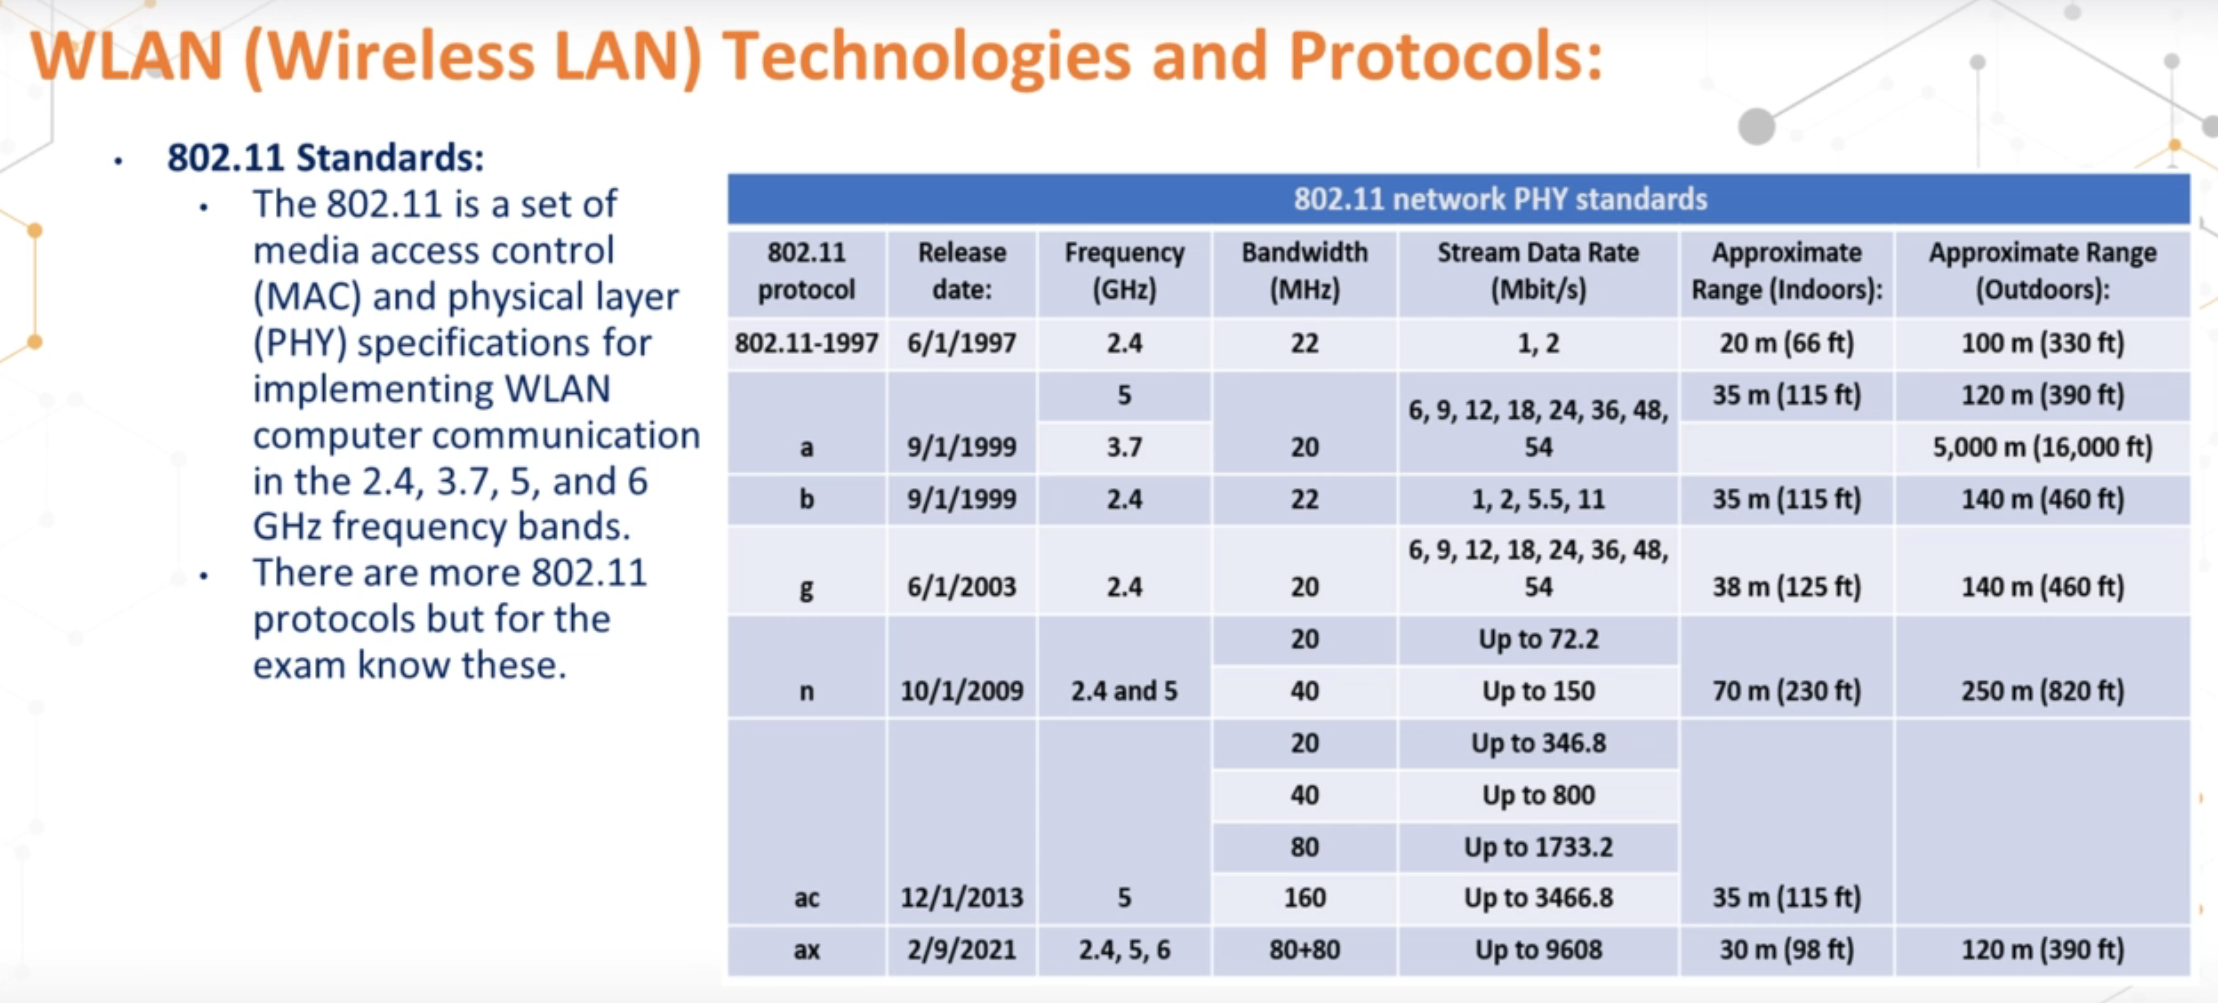 WLAN (Wireless LAN) Technologies and Protocols:
• 802.11 Standards:
• The 802.11 is a set of
media access control
(MAC) and physical layer
(PHY) specifications for
implementing WLAN
computer communication
in the 2.4, 3.7, 5, and 6
GHz frequency bands.
• There are more 802.11
protocols but for the
exam know these.
802.11 network PHY standards
802.11 protocol Release date: Frequency (GHz) Bandwidth (MHz) Stream Data Rate (Mbit/s) Approximate Range (Indoors): Approximate Range (Outdoors):
802.11-1997 6/1/1997 2.4 22 1, 2 20 m (66 ft) 100 m (330 ft)
5 6, 9, 12, 18, 24, 36, 48, 35 m (115 ft) 120 m (390 ft)
a 9/1/1999 3.7 20 54 5,000 m (16,000 ft)
b 9/1/1999 2.4 22 1, 2, 5.5, 11 35 m (115 ft) 140 m (460 ft)
6, 9, 12, 18, 24, 36, 48,
g 6/1/2003 2.4 20 54 38 m (125 ft) 140 m (460 ft)
20 Up to 72.2
n 10/1/2009 2.4 and 5 40 Up to 150 70 m (230 ft) 250 m (820 ft)
20 Up to 346.8
40 Up to 800
80 Up to 1733.2
ac 12/1/2013 5 160 Up to 3466.8 35 m (115 ft)
ax 2/9/2021 2.4, 5, 6 80+80 Up to 9608 30 m (98 ft) 120 m (390 ft)